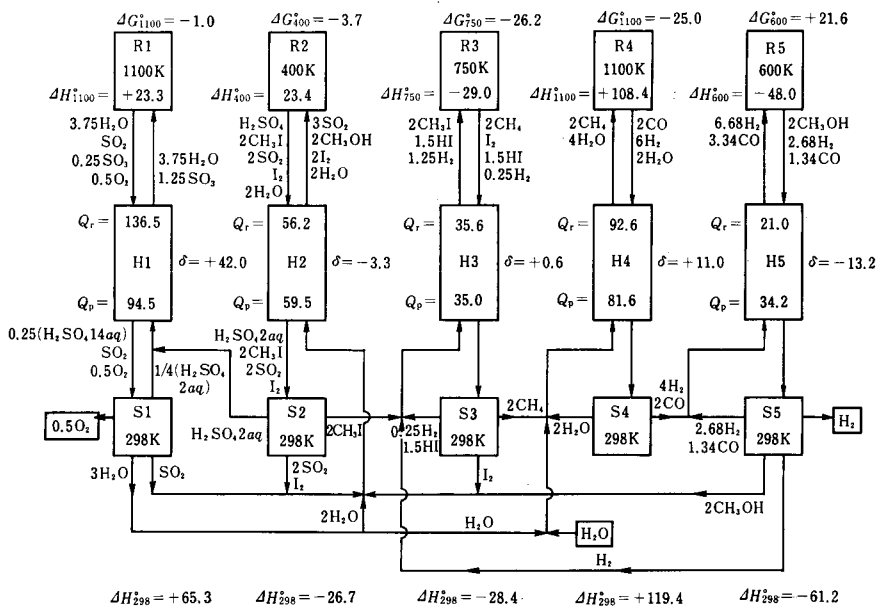 ΔG°1100=−1.0
ΔG°400=−3.7
ΔG°750=−26.2
ΔG°1100=−25.0
ΔG°600=+21.6
R1
1100K
+23.3
R2
400K
23.4
R3
750K
−29.0
R4
1100K
+108.4
R5
600K
−48.0
ΔH°1100=
ΔH°400=
ΔH°750=
ΔH°1100=
ΔH°600=
3.75H₂O
SO₂
0.25SO₃
0.5O₂
3.75H₂O
1.25SO₃
H₂SO₄
2CH₃I
2SO₂
I₂
2H₂O
3SO₂
2CH₃OH
2I₂
2H₂O
2CH₃I
1.5HI
1.25H₂
2CH₄
I₂
1.5HI
0.25H₂
2CH₄
4H₂O
2CO
6H₂
2H₂O
6.68H₂
3.34CO
2CH₃OH
2.68H₂
1.34CO
Qr=
136.5
H1
δ=+42.0
Qp=
94.5
Qr=
56.2
H2
δ=−3.3
Qp=
59.5
Qr=
35.6
H3
δ=+0.6
Qp=
35.0
Qr=
92.6
H4
δ=+11.0
Qp=
81.6
Qr=
21.0
H5
δ=−13.2
Qp=
34.2
0.25(H₂SO₄14aq)
SO₂
0.5O₂
1/4(H₂SO₄
2aq)
H₂SO₄2aq
2CH₃I
2SO₂
I₂
4H₂
2CO
0.5O₂
S1
298K
H₂SO₄2aq
S2
298K
2CH₃I
0.25H₂
1.5HI
S3
298K
2CH₄
2H₂O
S4
298K
2.68H₂
1.34CO
S5
298K
H₂
3H₂O
SO₂
2SO₂
I₂
I₂
2CH₃OH
2H₂O
H₂O
H₂O
H₂
ΔH°298=+65.3
ΔH°298=−26.7
ΔH°298=−28.4
ΔH°298=+119.4
ΔH°298=−61.2